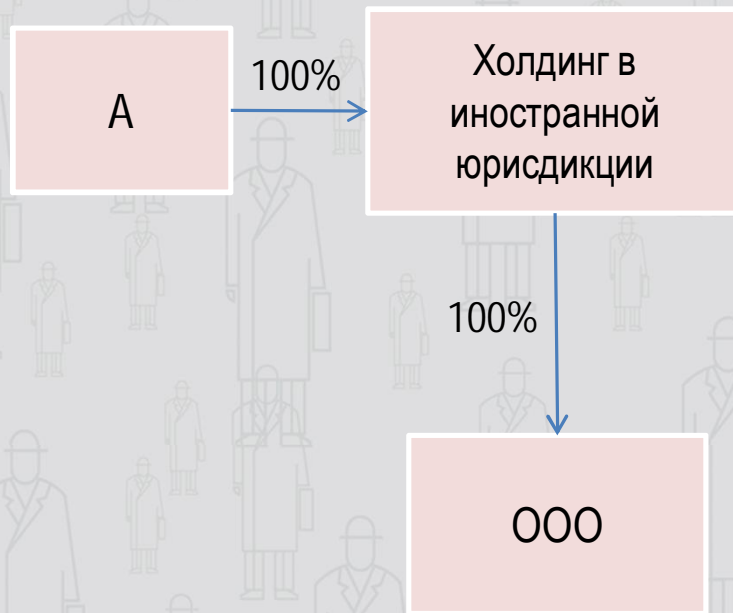 А
100%
Холдинг в
иностранной
юрисдикции
100%
ООО